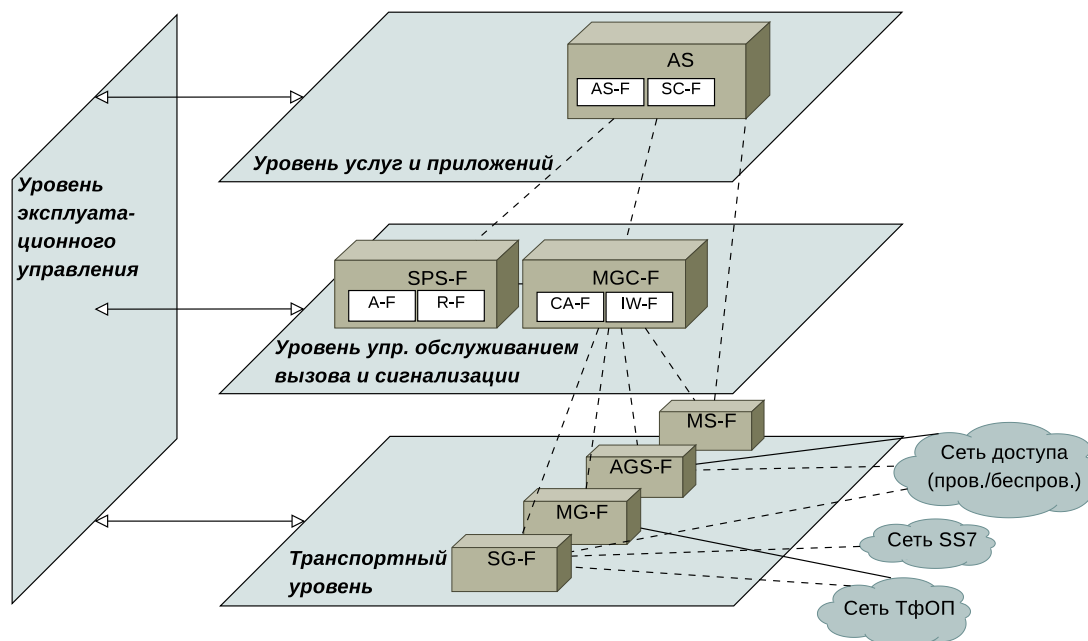 AS
AS-F
SC-F
Уровень услуг и приложений
Уровень
эксплуата-
ционного
управления
SPS-F
A-F
R-F
MGC-F
CA-F
IW-F
Уровень упр. обслуживанием
вызова и сигнализации
MS-F
AGS-F
MG-F
SG-F
Транспортный
уровень
Сеть доступа
(пров./беспров.)
Сеть SS7
Сеть ТфОП